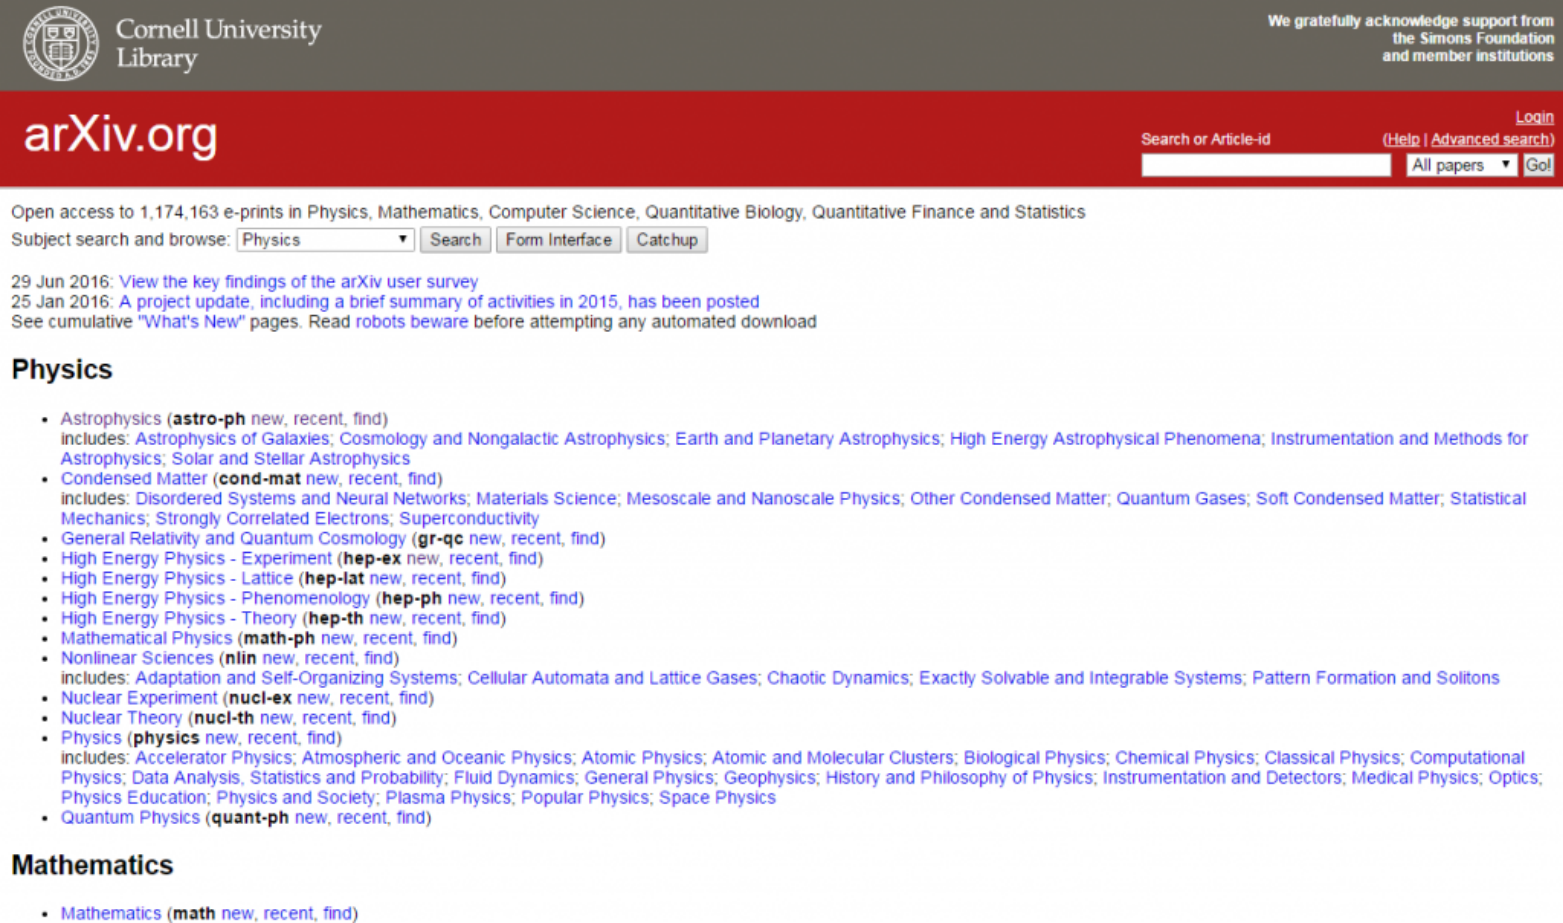 Cornell University
Library
We gratefully acknowledge support from
the Simons Foundation
and member institutions
arXiv.org
Login
Search or Article-id
(Help | Advanced search)
All papers
Go!
Open access to 1,174,163 e-prints in Physics, Mathematics, Computer Science, Quantitative Biology, Quantitative Finance and Statistics
Subject search and browse: Physics Search Form Interface Catchup
29 Jun 2016: View the key findings of the arXiv user survey
25 Jan 2016: A project update, including a brief summary of activities in 2015, has been posted
See cumulative "What's New" pages. Read robots beware before attempting any automated download
Physics
• Astrophysics (astro-ph new, recent, find)
includes: Astrophysics of Galaxies; Cosmology and Nongalactic Astrophysics; Earth and Planetary Astrophysics; High Energy Astrophysical Phenomena; Instrumentation and Methods for
Astrophysics; Solar and Stellar Astrophysics
• Condensed Matter (cond-mat new, recent, find)
includes: Disordered Systems and Neural Networks; Materials Science; Mesoscale and Nanoscale Physics; Other Condensed Matter; Quantum Gases; Soft Condensed Matter; Statistical
Mechanics; Strongly Correlated Electrons; Superconductivity
• General Relativity and Quantum Cosmology (gr-qc new, recent, find)
• High Energy Physics - Experiment (hep-ex new, recent, find)
• High Energy Physics - Lattice (hep-lat new, recent, find)
• High Energy Physics - Phenomenology (hep-ph new, recent, find)
• High Energy Physics - Theory (hep-th new, recent, find)
• Mathematical Physics (math-ph new, recent, find)
• Nonlinear Sciences (nlin new, recent, find)
includes: Adaptation and Self-Organizing Systems; Cellular Automata and Lattice Gases; Chaotic Dynamics; Exactly Solvable and Integrable Systems; Pattern Formation and Solitons
• Nuclear Experiment (nucl-ex new, recent, find)
• Nuclear Theory (nucl-th new, recent, find)
• Physics (physics new, recent, find)
includes: Accelerator Physics; Atmospheric and Oceanic Physics; Atomic Physics; Atomic and Molecular Clusters; Biological Physics; Chemical Physics; Classical Physics; Computational
Physics; Data Analysis, Statistics and Probability; Fluid Dynamics; General Physics; Geophysics; History and Philosophy of Physics; Instrumentation and Detectors; Medical Physics; Optics;
Physics Education; Physics and Society; Plasma Physics; Popular Physics; Space Physics
• Quantum Physics (quant-ph new, recent, find)
Mathematics
• Mathematics (math new, recent, find)